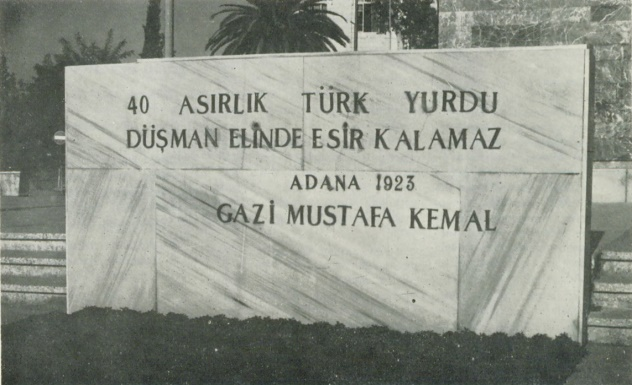 40 ASIRLIK TÜRK YURDU
DÜŞMAN ELİNDE ESİR KALAMAZ
ADANA 1923
GAZİ MUSTAFA KEMAL